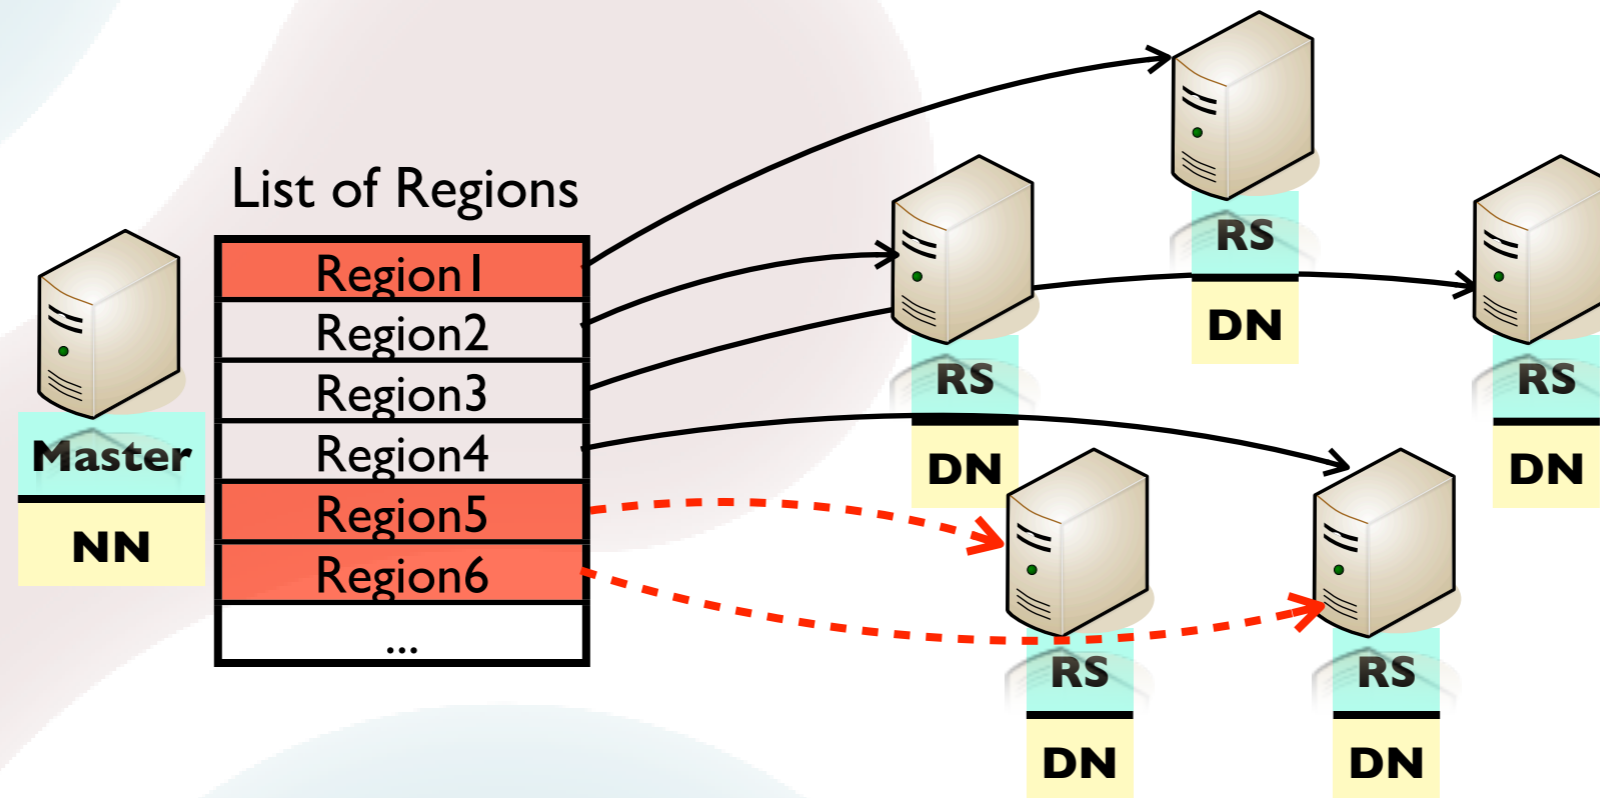 List of Regions
Region1
Region2
Region3
Region4
Region5
Region6
...
Master
NN
RS
DN
RS
DN
RS
DN
RS
DN
RS
DN